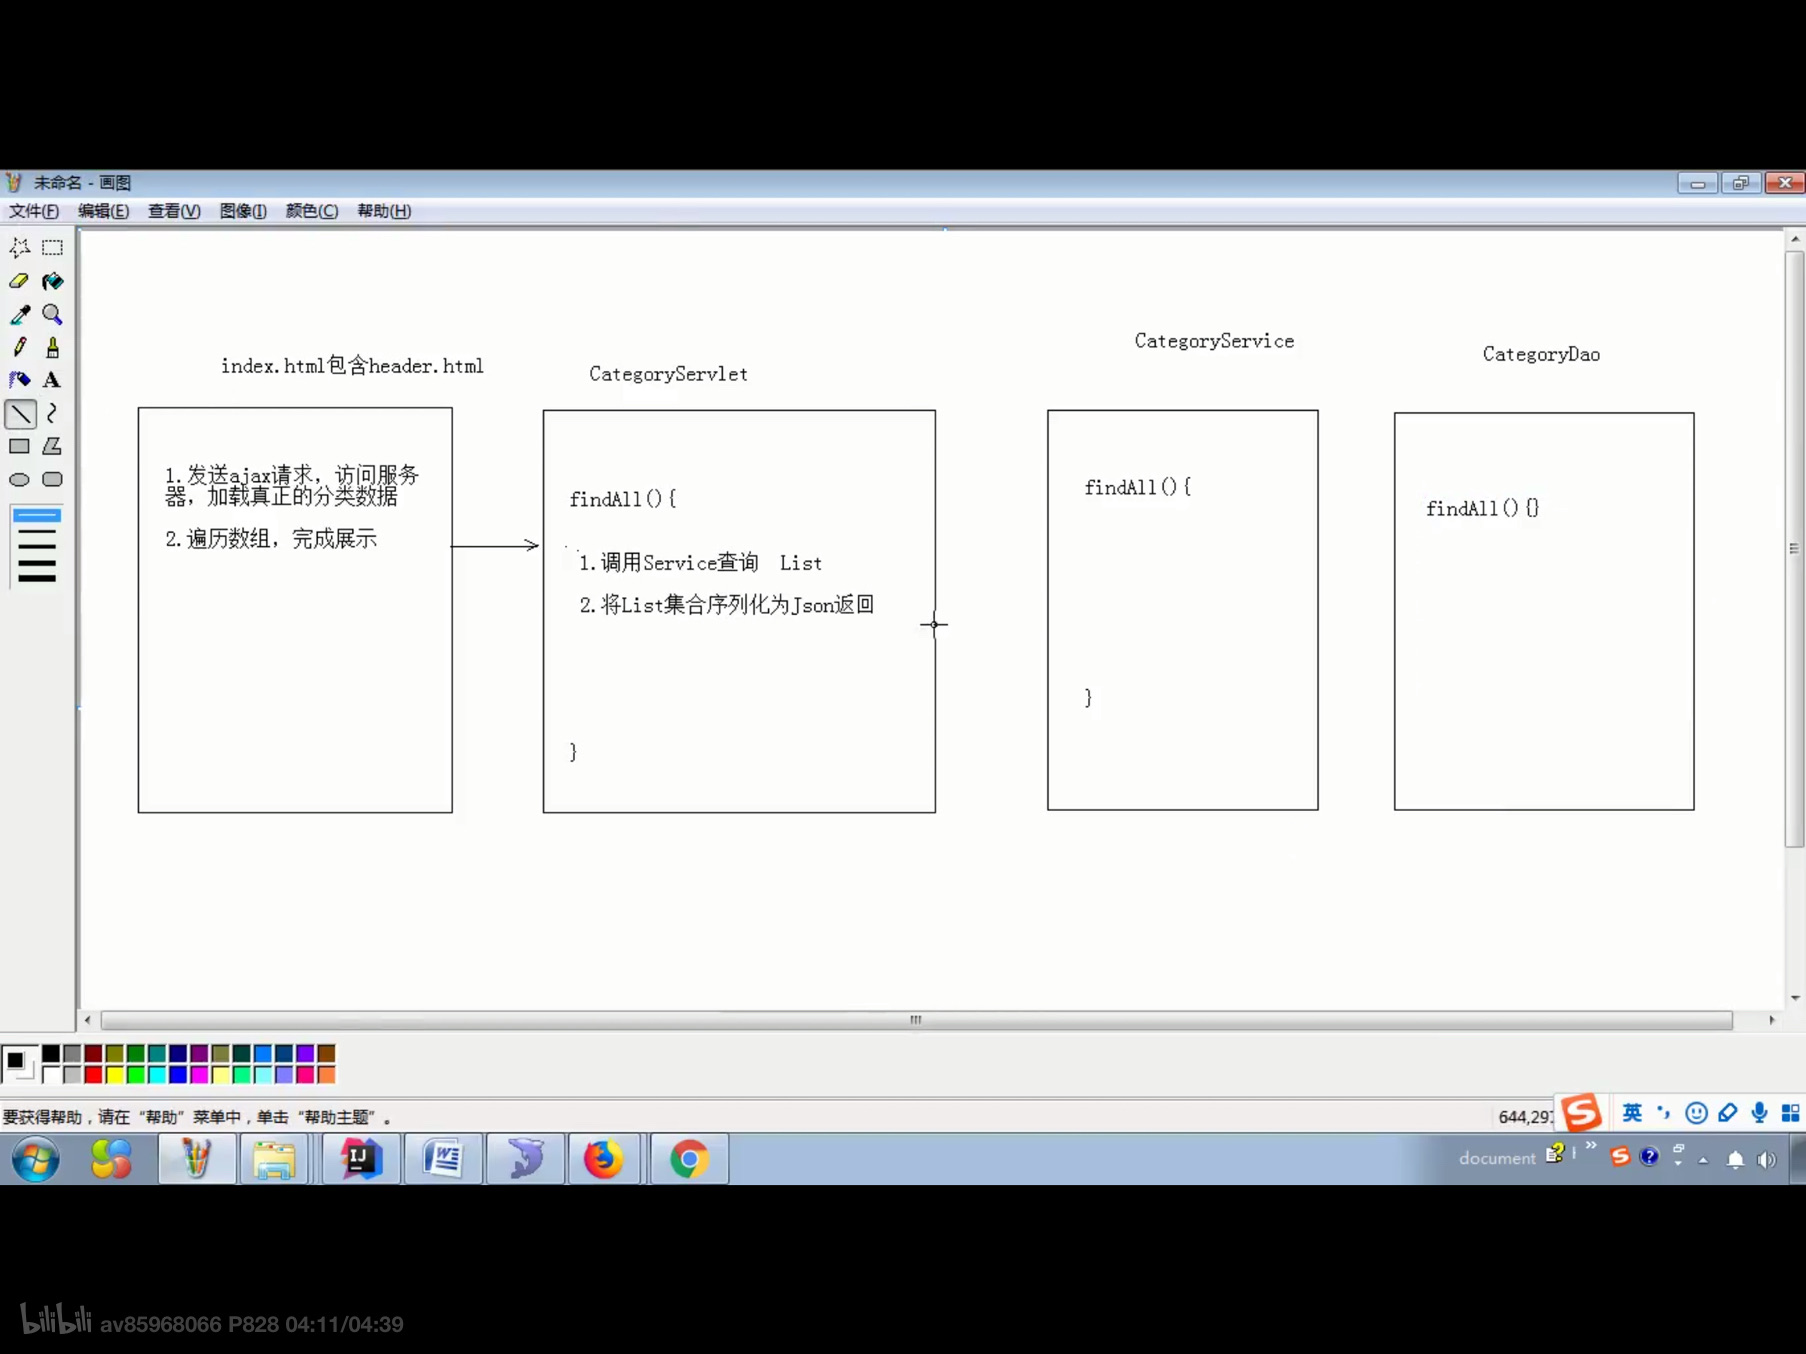 未命名 - 画图
文件(F) 编辑(E) 查看(V) 图像(I) 颜色(C) 帮助(H)
CategoryService
CategoryDao
index.html包含header.html
CategoryServlet
1.发送ajax请求，访问服务
器，加载真正的分类数据
2.遍历数组，完成展示
findAll(){
1.调用Service查询 List
2.将List集合序列化为Json返回
}
findAll(){
}
findAll(){}
要获得帮助，请在“帮助”菜单中，单击“帮助主题”。
644,297
英
document
bilibili av85968066 P828 04:11/04:39